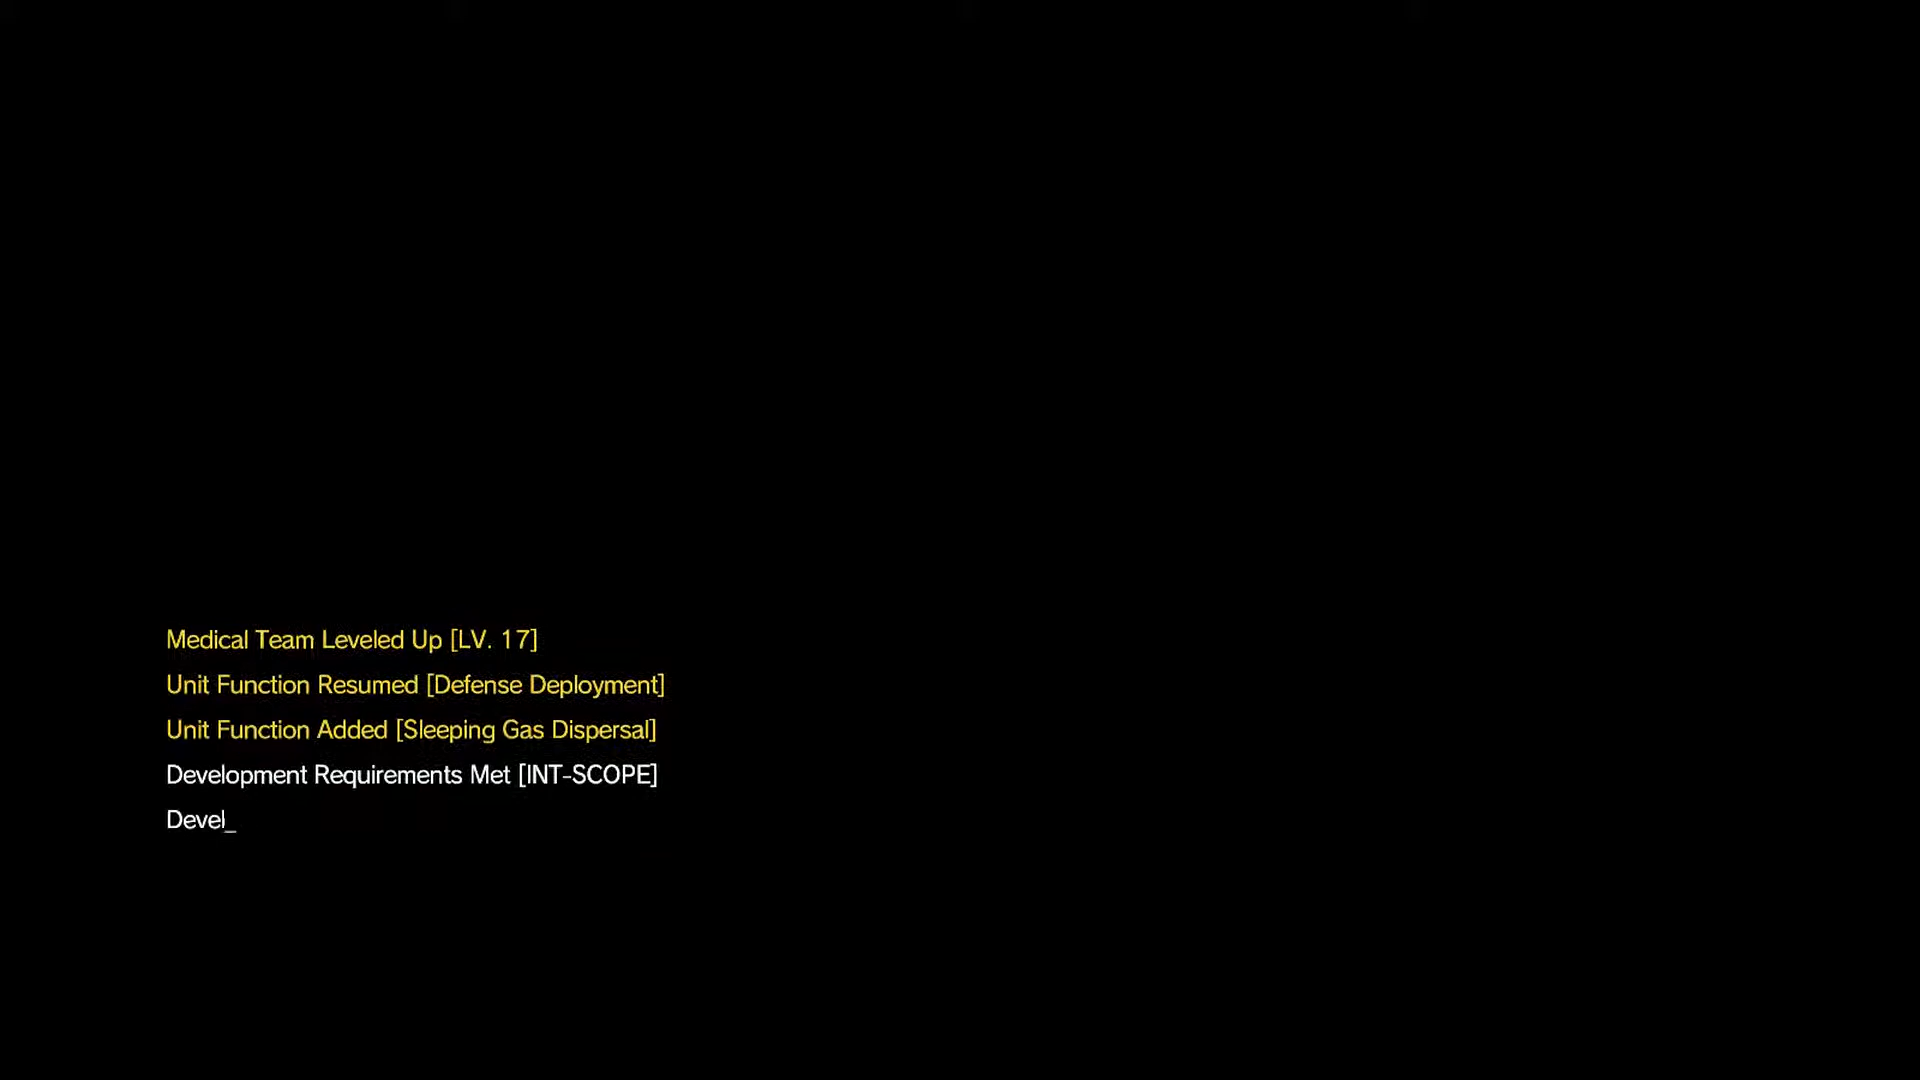 Medical Team Leveled Up [LV. 17]
Unit Function Resumed [Defense Deployment]
Unit Function Added [Sleeping Gas Dispersal]
Development Requirements Met [INT-SCOPE]
Devel_